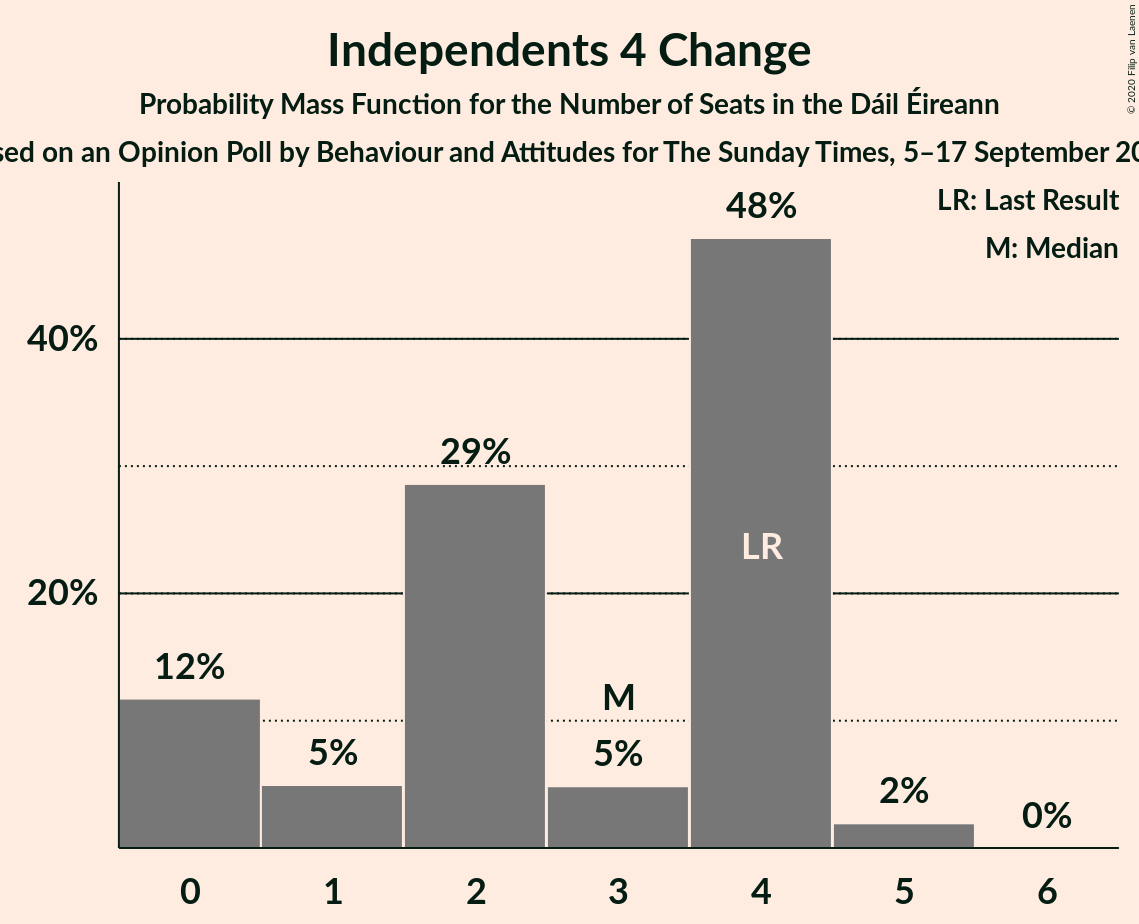 Independents 4 Change
Probability Mass Function for the Number of Seats in the Dáil Éireann
on an Opinion Poll by Behaviour and Attitudes for The Sunday Times, 5–17 September
© 2020 Filip van Laenen
LR: Last Result
M: Median
48%
40%
29%
LR
20%
12%
M
5%
5%
2%
0%
0 1 2 3 4 5 6